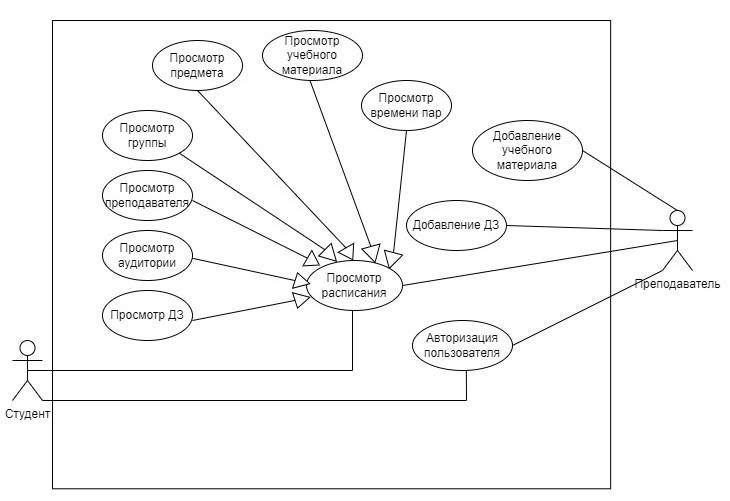 Просмотр
предмета
Просмотр
учебного
материала
Просмотр
времени пар
Просмотр
группы
Добавление
учебного
материала
Просмотр
преподавателя
Добавление ДЗ
Просмотр
аудитории
Просмотр
расписания
Преподаватель
Просмотр ДЗ
Авторизация
пользователя
Студент